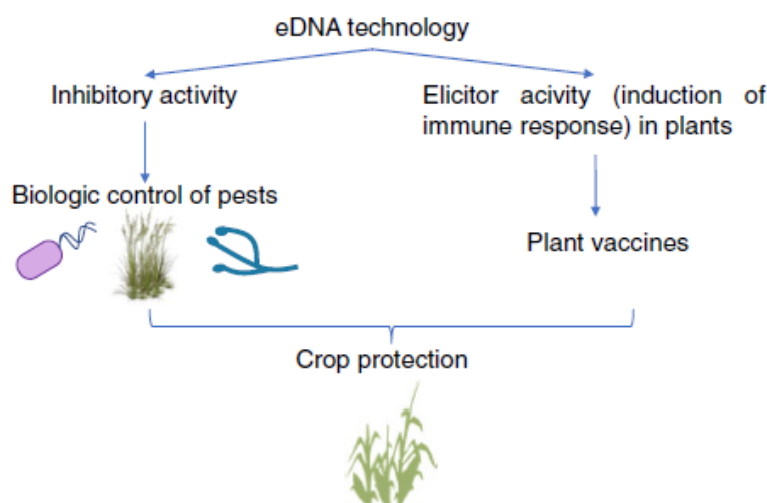 eDNA technology
Inhibitory activity
Elicitor acivity (induction of
immune response) in plants
Biologic control of pests
Plant vaccines
Crop protection